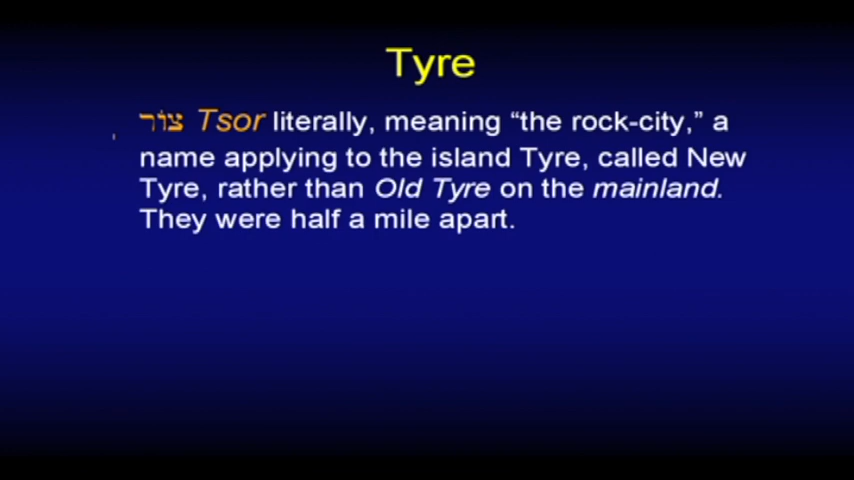 Tyre
צוֹר Tsor literally, meaning “the rock-city,” a
name applying to the island Tyre, called New
Tyre, rather than Old Tyre on the mainland.
They were half a mile apart.